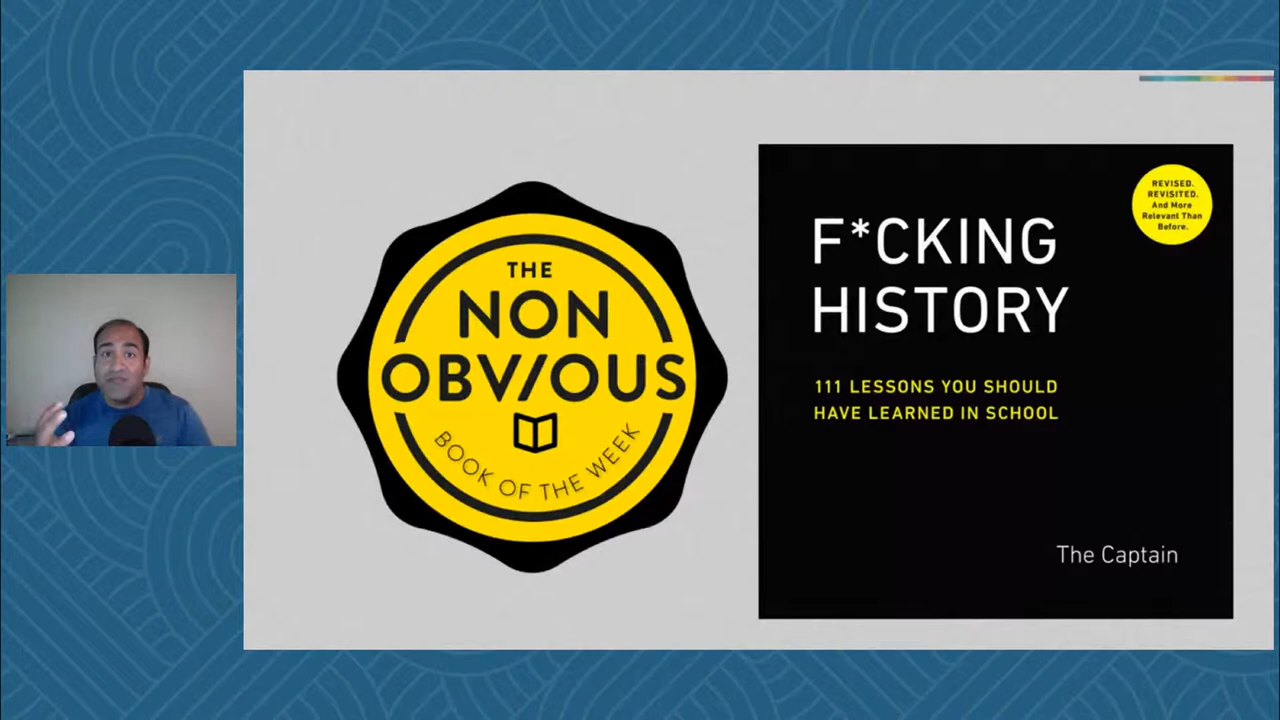 THE
NON
OBVIOUS
BOOK OF THE WEEK
REVISED.
REVISITED.
And More
Relevant Than
Before.
F*CKING
HISTORY
111 LESSONS YOU SHOULD
HAVE LEARNED IN SCHOOL
The Captain